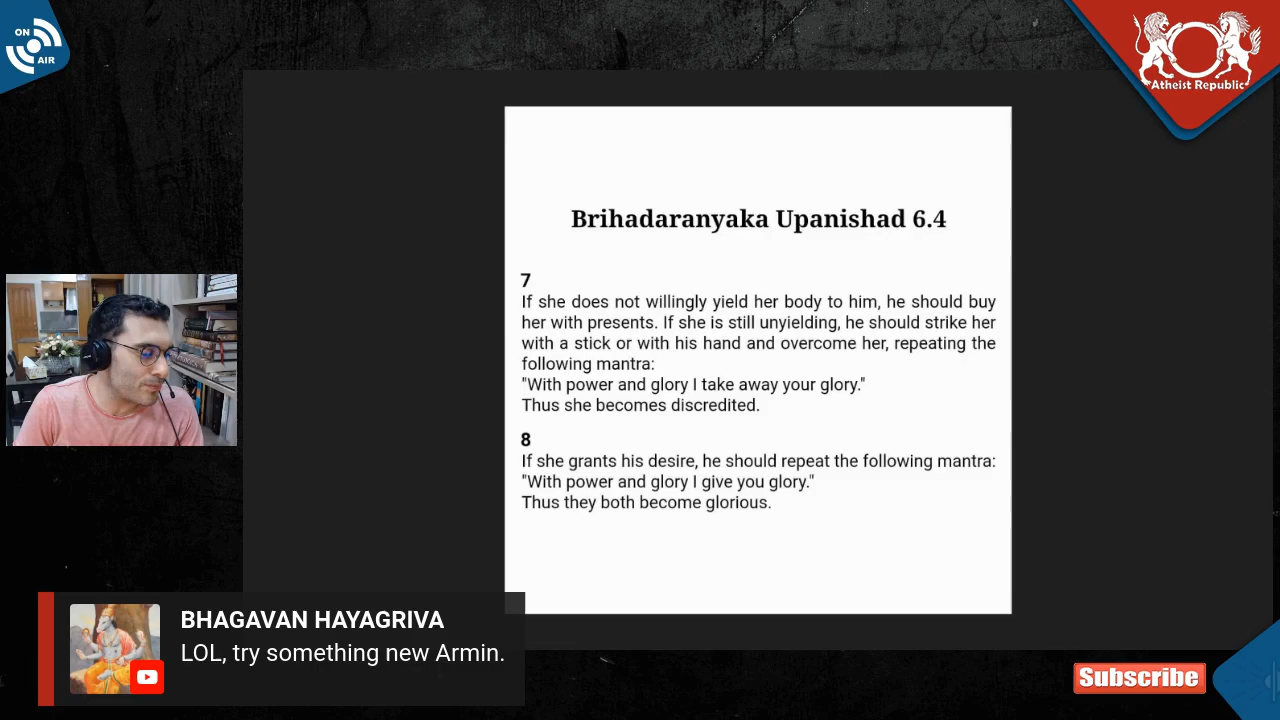 ON
AIR
Atheist Republic
Brihadaranyaka Upanishad 6.4
7
If she does not willingly yield her body to him, he should buy
her with presents. If she is still unyielding, he should strike her
with a stick or with his hand and overcome her, repeating the
following mantra:
"With power and glory I take away your glory."
Thus she becomes discredited.
8
If she grants his desire, he should repeat the following mantra:
"With power and glory I give you glory."
Thus they both become glorious.
BHAGAVAN HAYAGRIVA
LOL, try something new Armin.
Subscribe